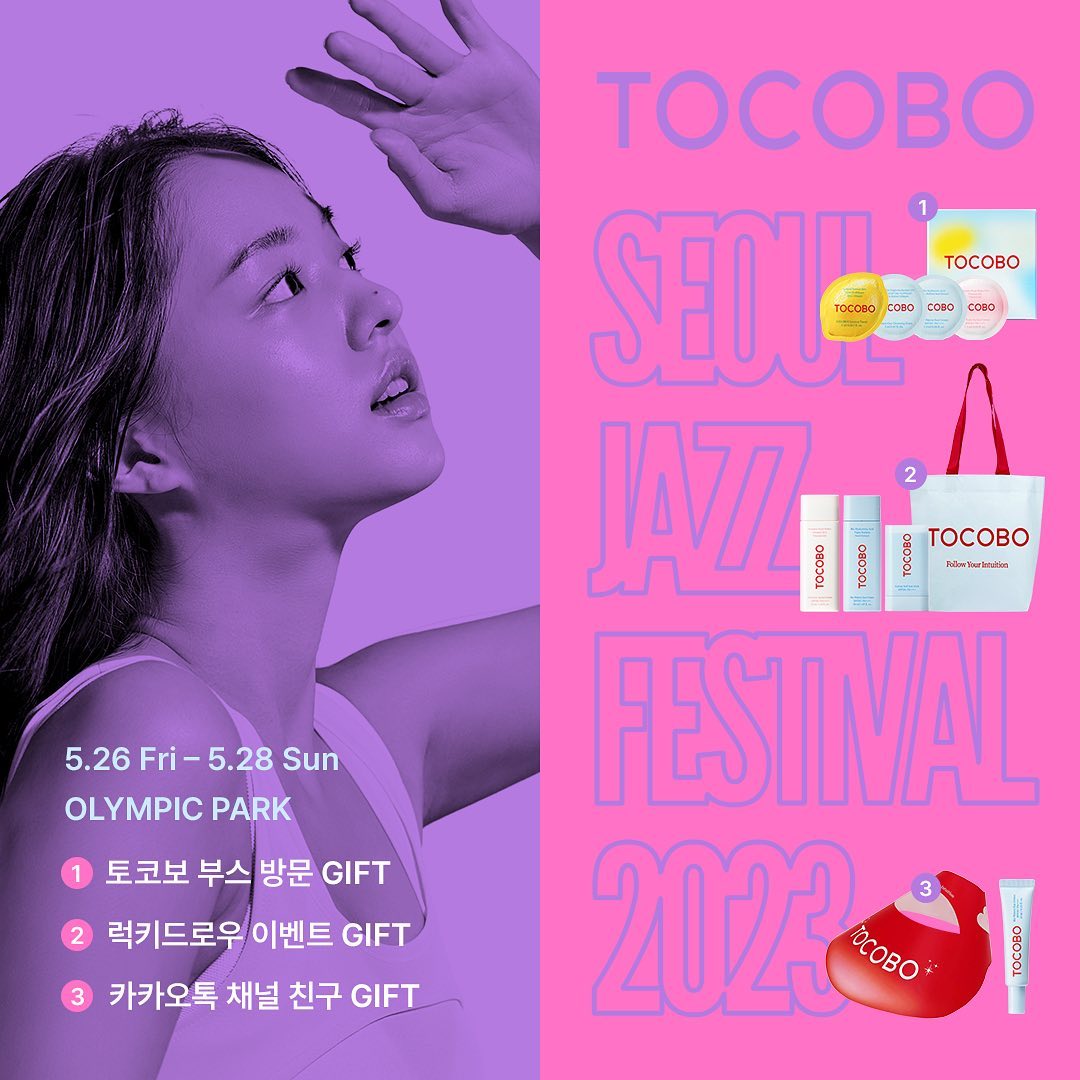 5.26 Fri – 5.28 Sun
OLYMPIC PARK
1 토코보 부스 방문 GIFT
2 럭키드로우 이벤트 GIFT
3 카카오톡 채널 친구 GIFT
TOCOBO
SEOUL
JAZZ
FESTIVAL
2023
1
TOCOBO
TOCOBO
COBO
COBO
COBO
2
TOCOBO
Follow Your Intuition
TOCOBO
TOCOBO
TOCOBO
3
TOCOBO
TOCOBO